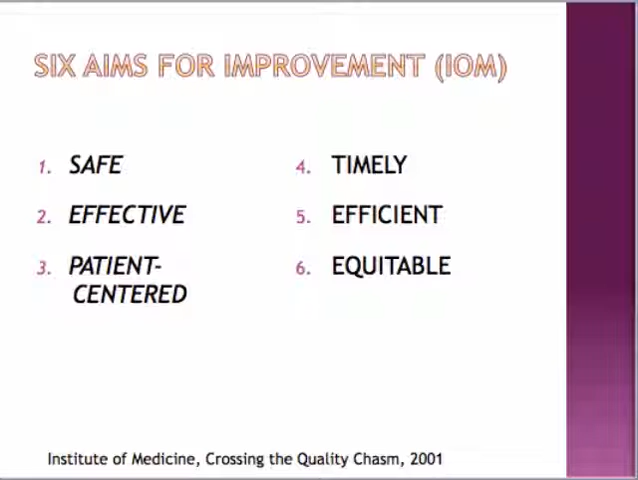 SIX AIMS FOR IMPROVEMENT (IOM)
1. SAFE
2. EFFECTIVE
3. PATIENT-
CENTERED
4. TIMELY
5. EFFICIENT
6. EQUITABLE
Institute of Medicine, Crossing the Quality Chasm, 2001